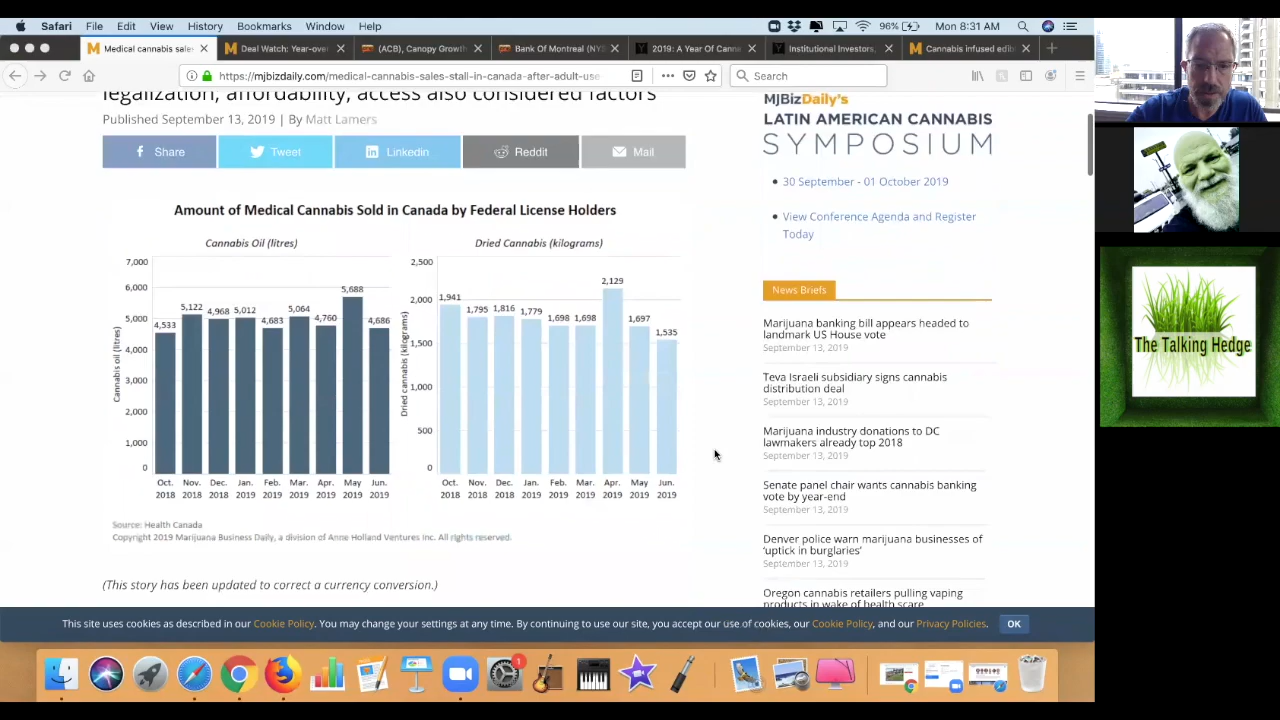 Safari File Edit View History Bookmarks Window Help 96% Mon 8:31 AM
Medical cannabis sales Deal Watch: Year-over (ACB), Canopy Growth Bank Of Montreal (NYS 2019: A Year Of Canna Institutional Investors, Cannabis infused edib
https://mjbizdaily.com/medical-cannabis-sales-stall-in-canada-after-adult-use- Search
legalization, affordability, access also considered factors
Published September 13, 2019 | By Matt Lamers
Share Tweet Linkedin Reddit Mail
Amount of Medical Cannabis Sold in Canada by Federal License Holders
Cannabis Oil (litres)
7,000
6,000
5,000
4,000
3,000
2,000
1,000
0
Cannabis oil (litres)
4,533 5,122 4,968 5,012 4,683 5,064 4,760 5,688 4,686
Oct. Nov. Dec. Jan. Feb. Mar. Apr. May Jun.
2018 2018 2018 2019 2019 2019 2019 2019 2019
Dried Cannabis (kilograms)
2,500
2,000
1,500
1,000
500
0
Dried cannabis (kilograms)
1,941 1,795 1,816 1,779 1,698 1,698 2,129 1,697 1,535
Oct. Nov. Dec. Jan. Feb. Mar. Apr. May Jun.
2018 2018 2018 2019 2019 2019 2019 2019 2019
Source: Health Canada
Copyright 2019 Marijuana Business Daily, a division of Anne Holland Ventures Inc. All rights reserved.
(This story has been updated to correct a currency conversion.)
MJBizDaily's
LATIN AMERICAN CANNABIS
SYMPOSIUM
30 September - 01 October 2019
View Conference Agenda and Register
Today
News Briefs
Marijuana banking bill appears headed to
landmark US House vote
September 13, 2019
Teva Israeli subsidiary signs cannabis
distribution deal
September 13, 2019
Marijuana industry donations to DC
lawmakers already top 2018
September 13, 2019
Senate panel chair wants cannabis banking
vote by year-end
September 13, 2019
Denver police warn marijuana businesses of
'uptick in burglaries'
September 13, 2019
Oregon cannabis retailers pulling vaping
products in wake of health scare
This site uses cookies as described in our Cookie Policy. You may change your settings at any time. By continuing to use our site, you accept our use of cookies, our Cookie Policy, and our Privacy Policies. OK
1
The Talking Hedge